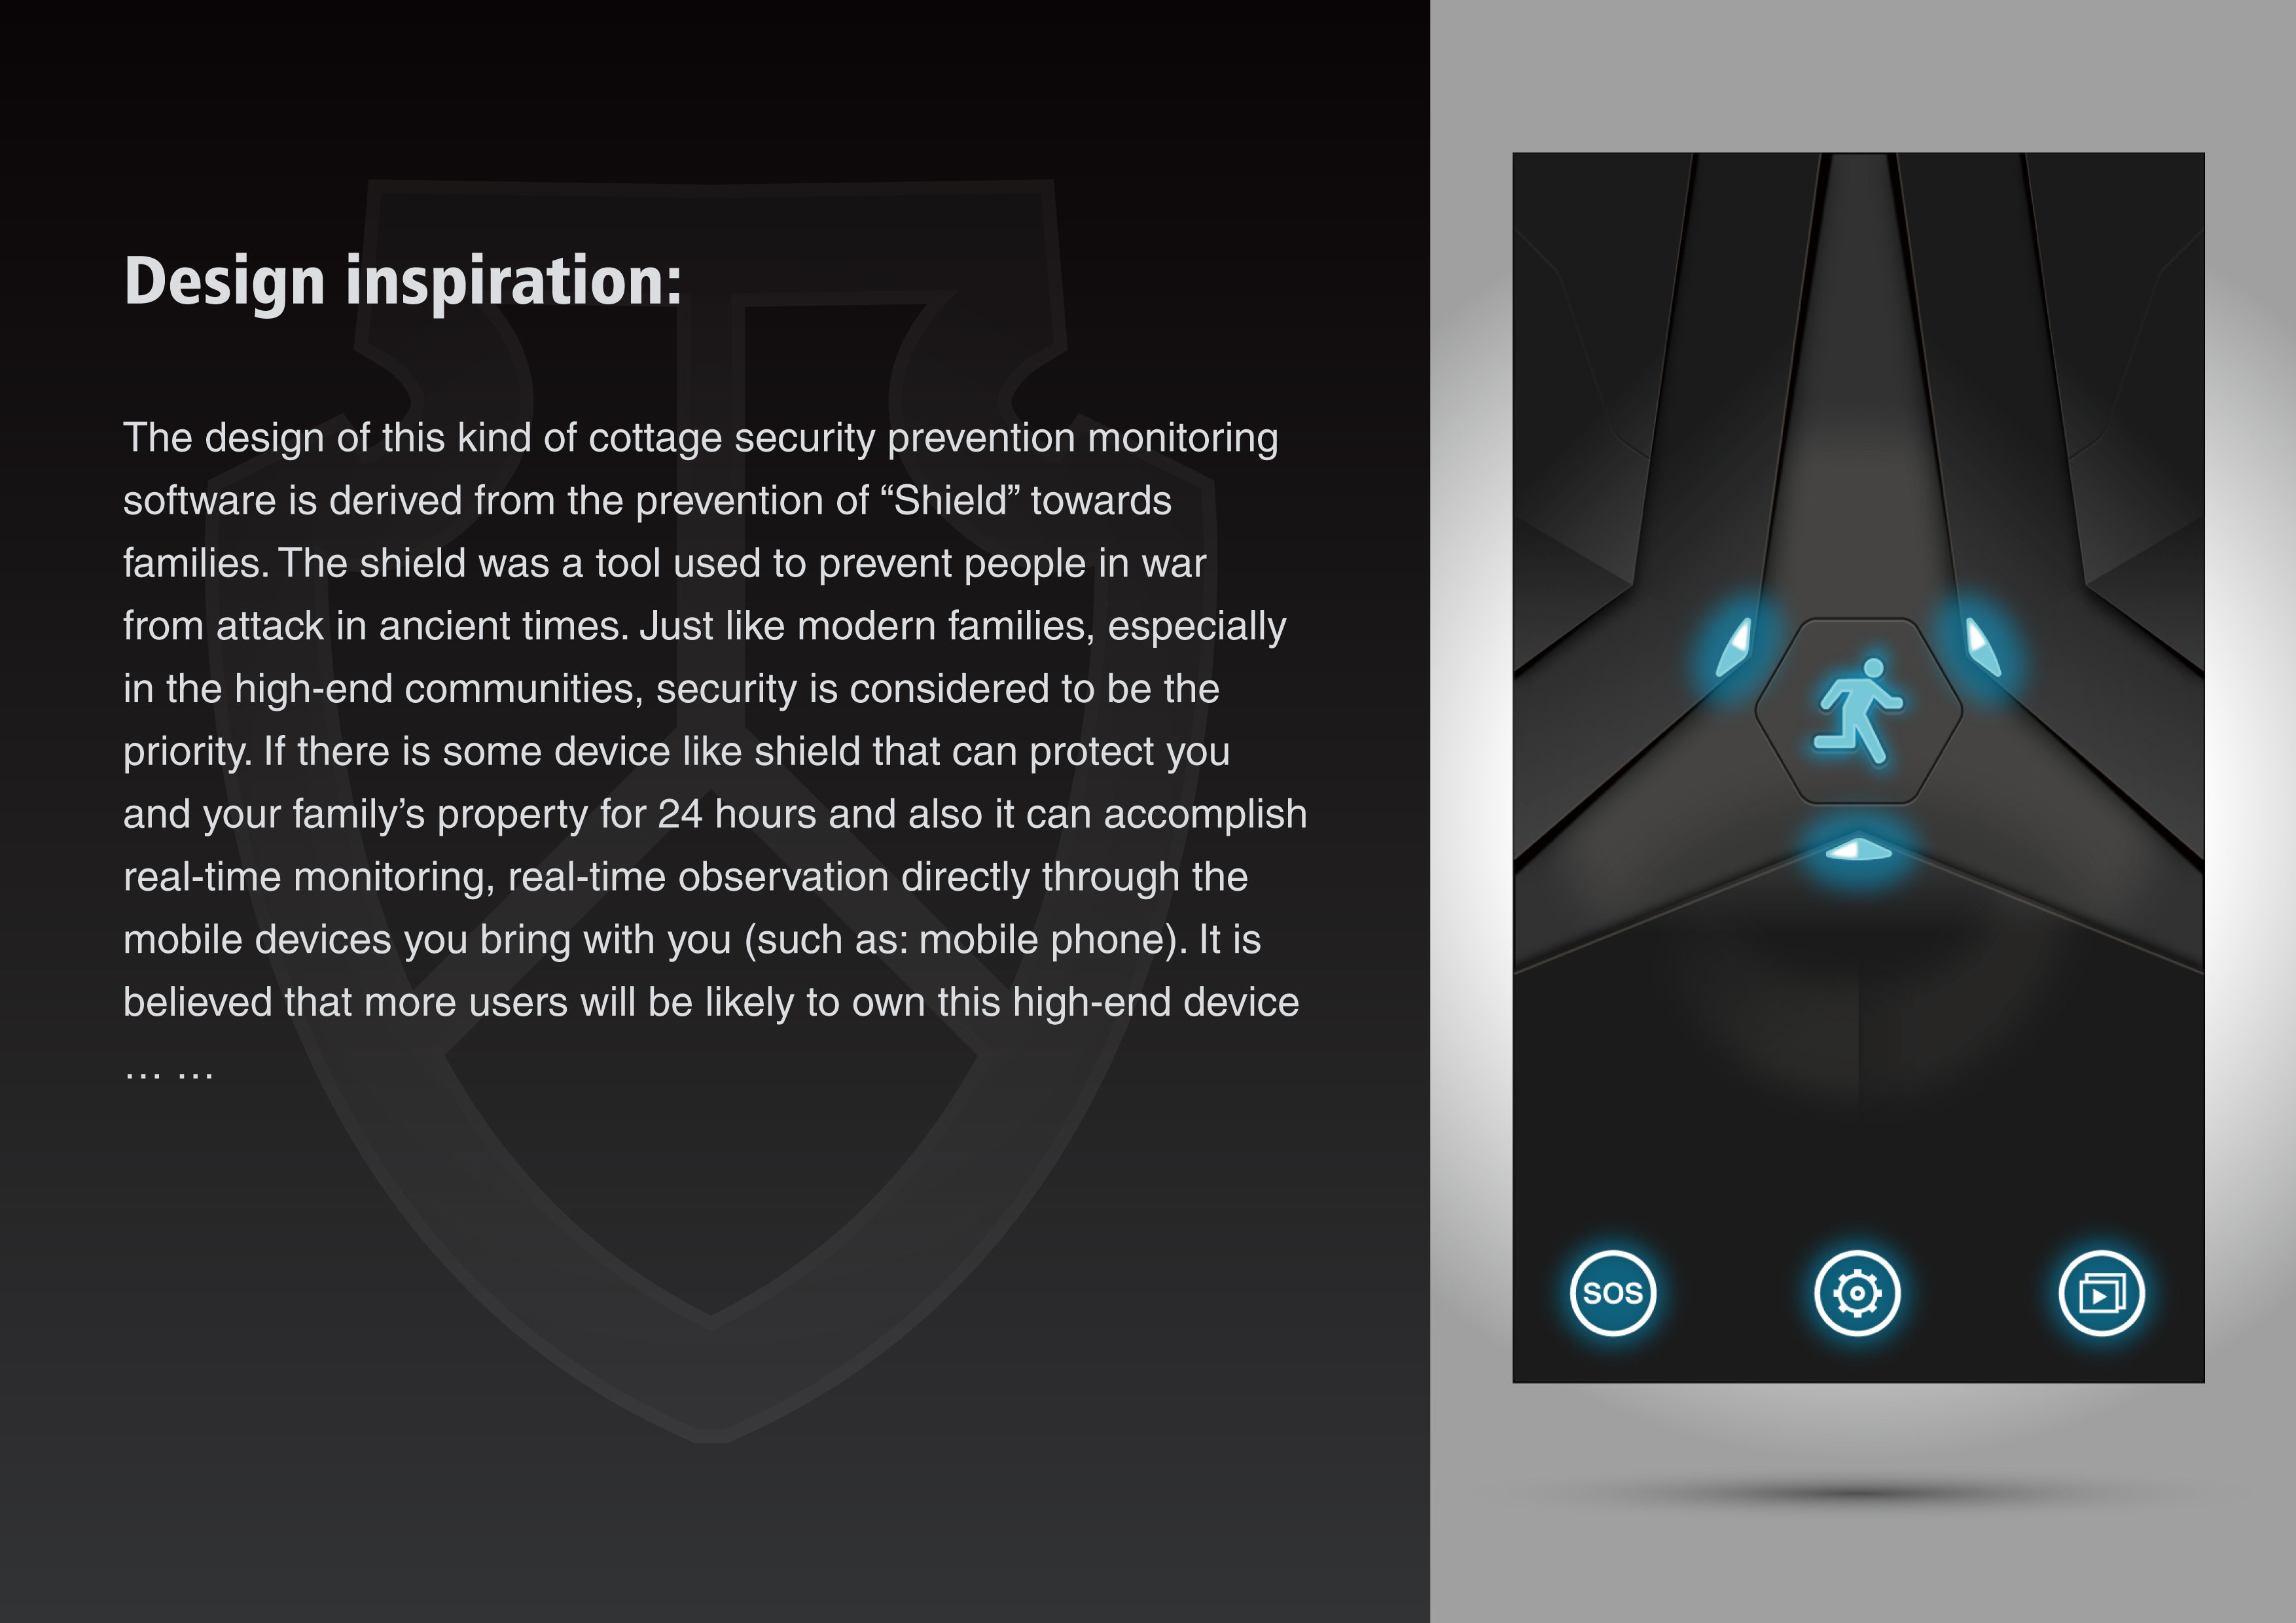 Design inspiration:
The design of this kind of cottage security prevention monitoring
software is derived from the prevention of “Shield” towards
families. The shield was a tool used to prevent people in war
from attack in ancient times. Just like modern families, especially
in the high-end communities, security is considered to be the
priority. If there is some device like shield that can protect you
and your family’s property for 24 hours and also it can accomplish
real-time monitoring, real-time observation directly through the
mobile devices you bring with you (such as: mobile phone). It is
believed that more users will be likely to own this high-end device
… …
SOS